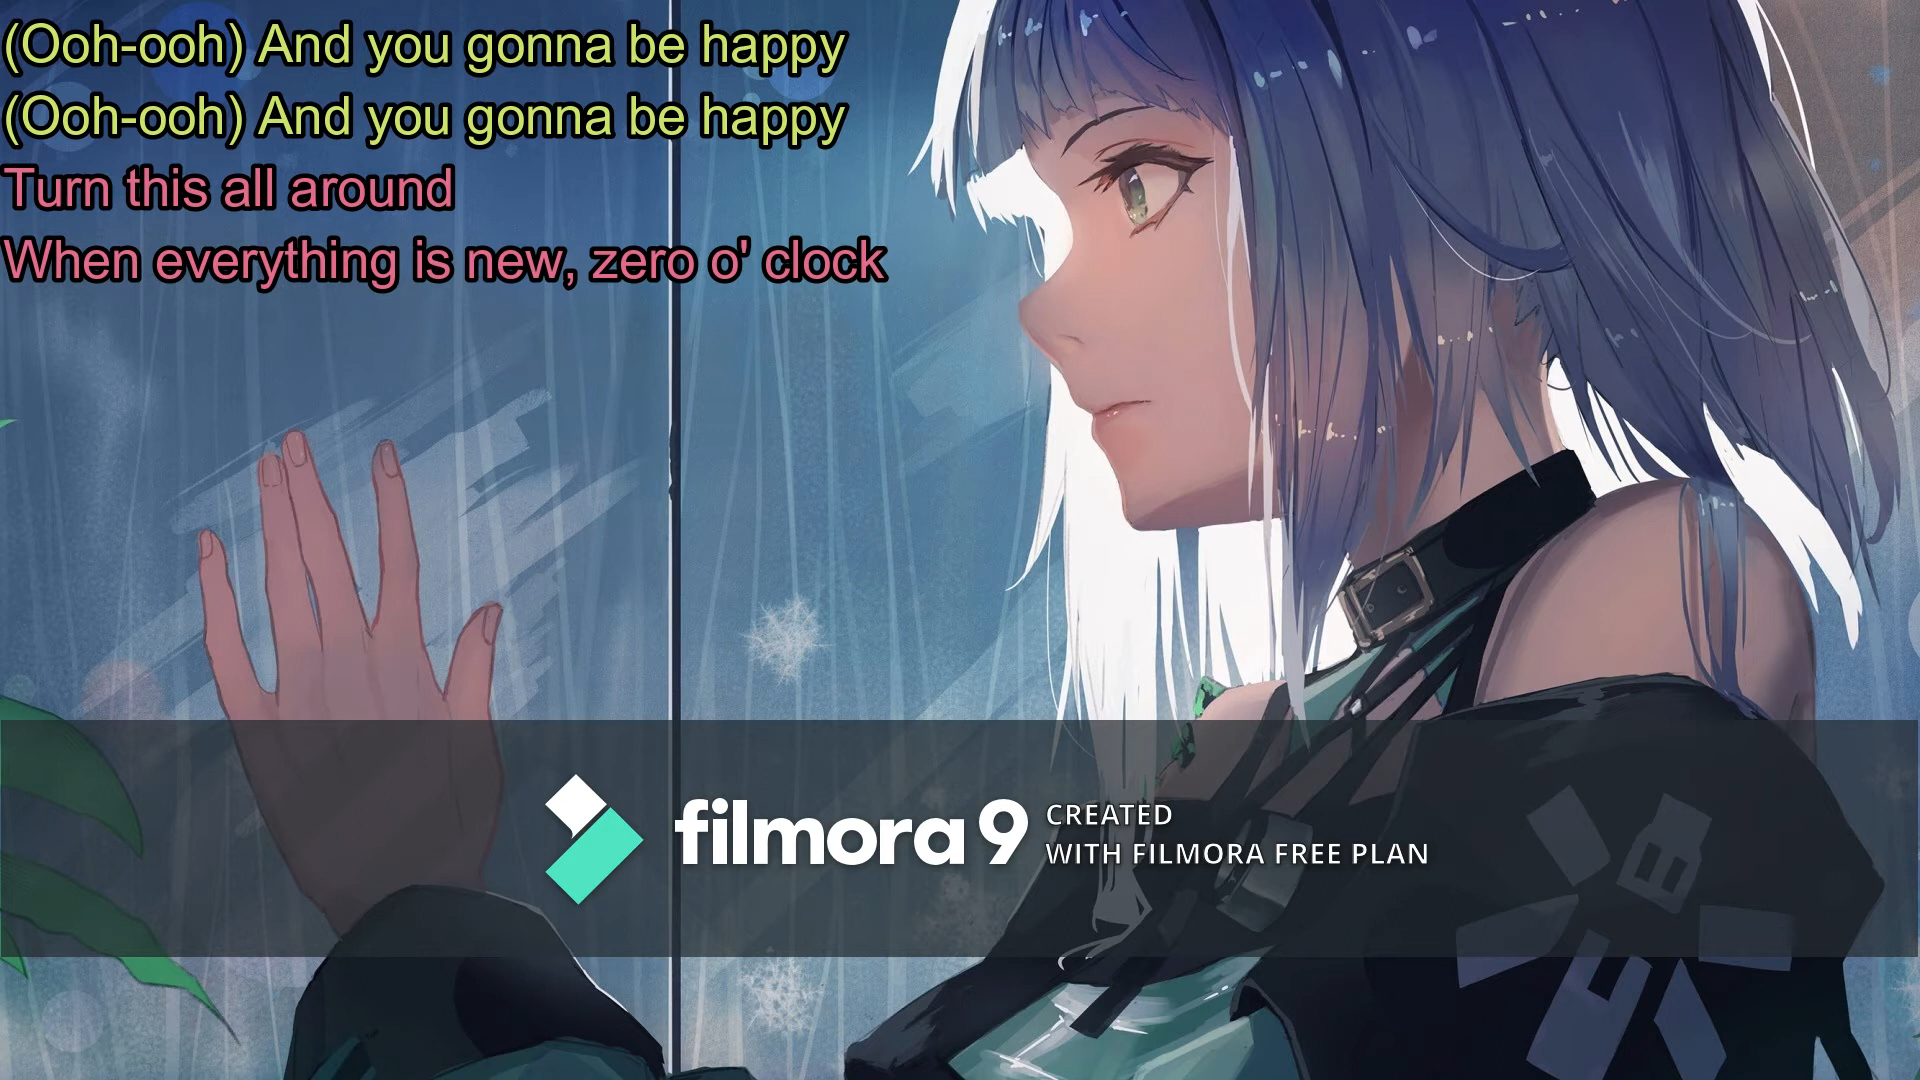 (Ooh-ooh) And you gonna be happy
(Ooh-ooh) And you gonna be happy
Turn this all around
When everything is new, zero o' clock
filmora 9
CREATED
WITH FILMORA FREE PLAN